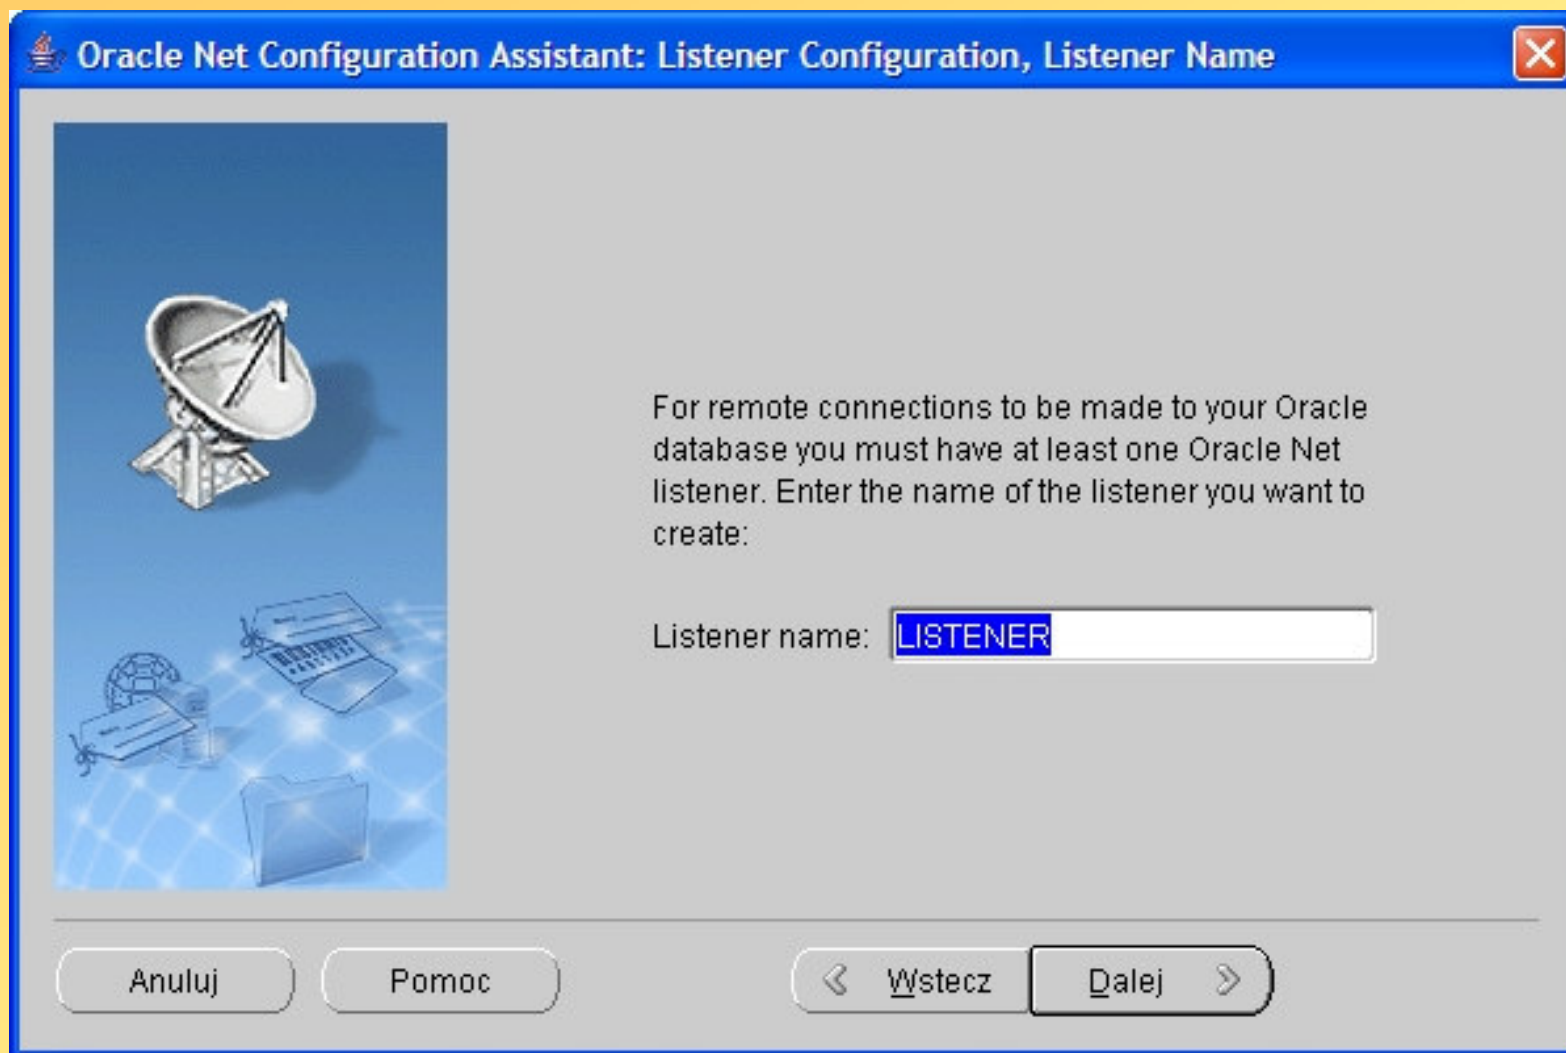 Oracle Net Configuration Assistant: Listener Configuration, Listener Name
For remote connections to be made to your Oracle
database you must have at least one Oracle Net
listener. Enter the name of the listener you want to
create:
Listener name: LISTENER
Anuluj Pomoc Wstecz Dalej